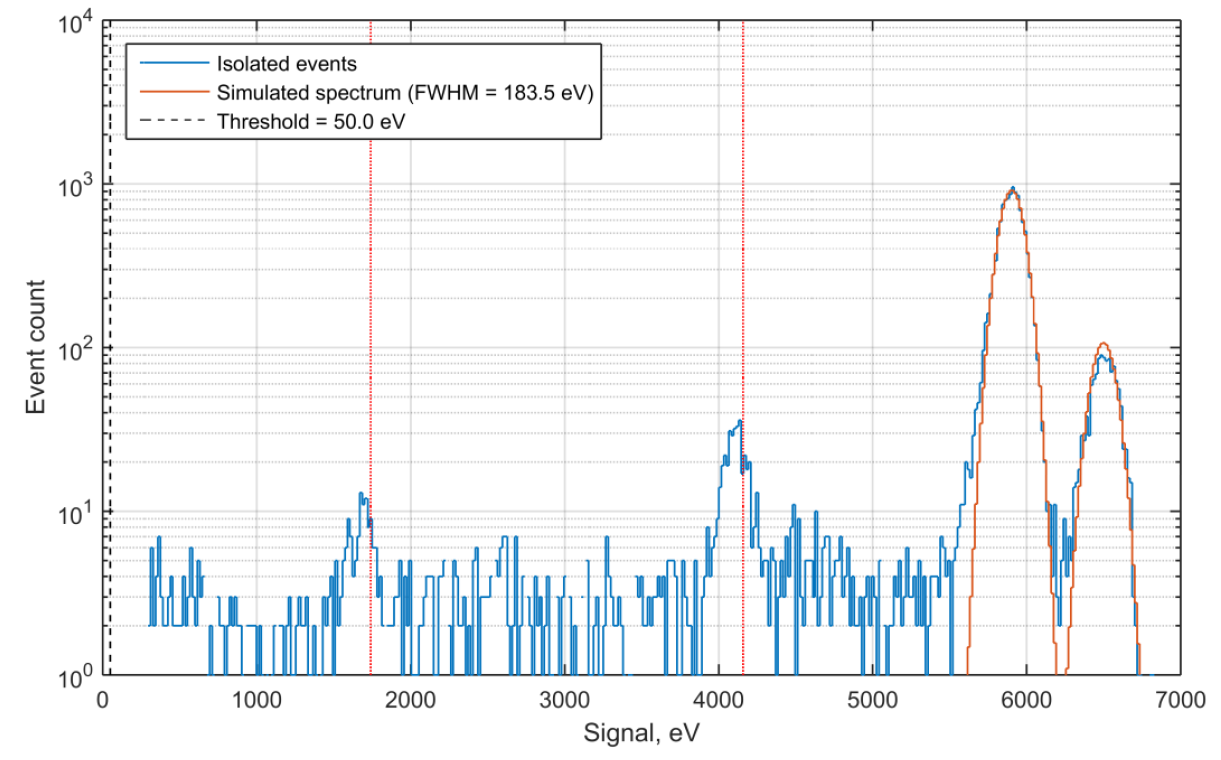 Isolated events
Simulated spectrum (FWHM = 183.5 eV)
Threshold = 50.0 eV
10^4
10^3
10^2
10^1
10^0
Event count
0 1000 2000 3000 4000 5000 6000 7000
Signal, eV